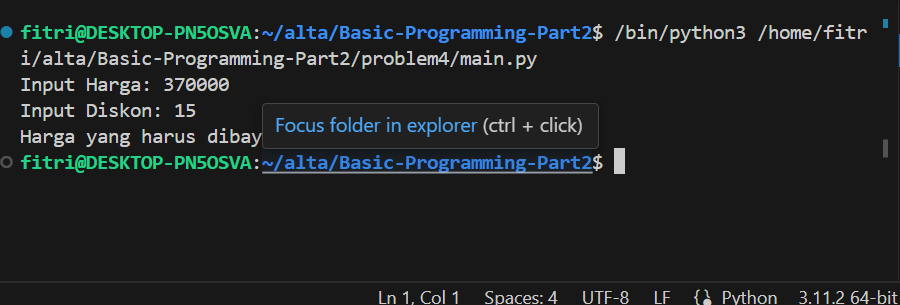 fitri@DESKTOP-PN5OSVA:~/alta/Basic-Programming-Part2$ /bin/python3 /home/fitr
i/alta/Basic-Programming-Part2/problem4/main.py
Input Harga: 370000
Input Diskon: 15
Focus folder in explorer (ctrl + click)
Harga yang harus dibay
fitri@DESKTOP-PN5OSVA:~/alta/Basic-Programming-Part2$
Ln 1, Col 1 Spaces: 4 UTF-8 LF Python 3.11.2 64-bit